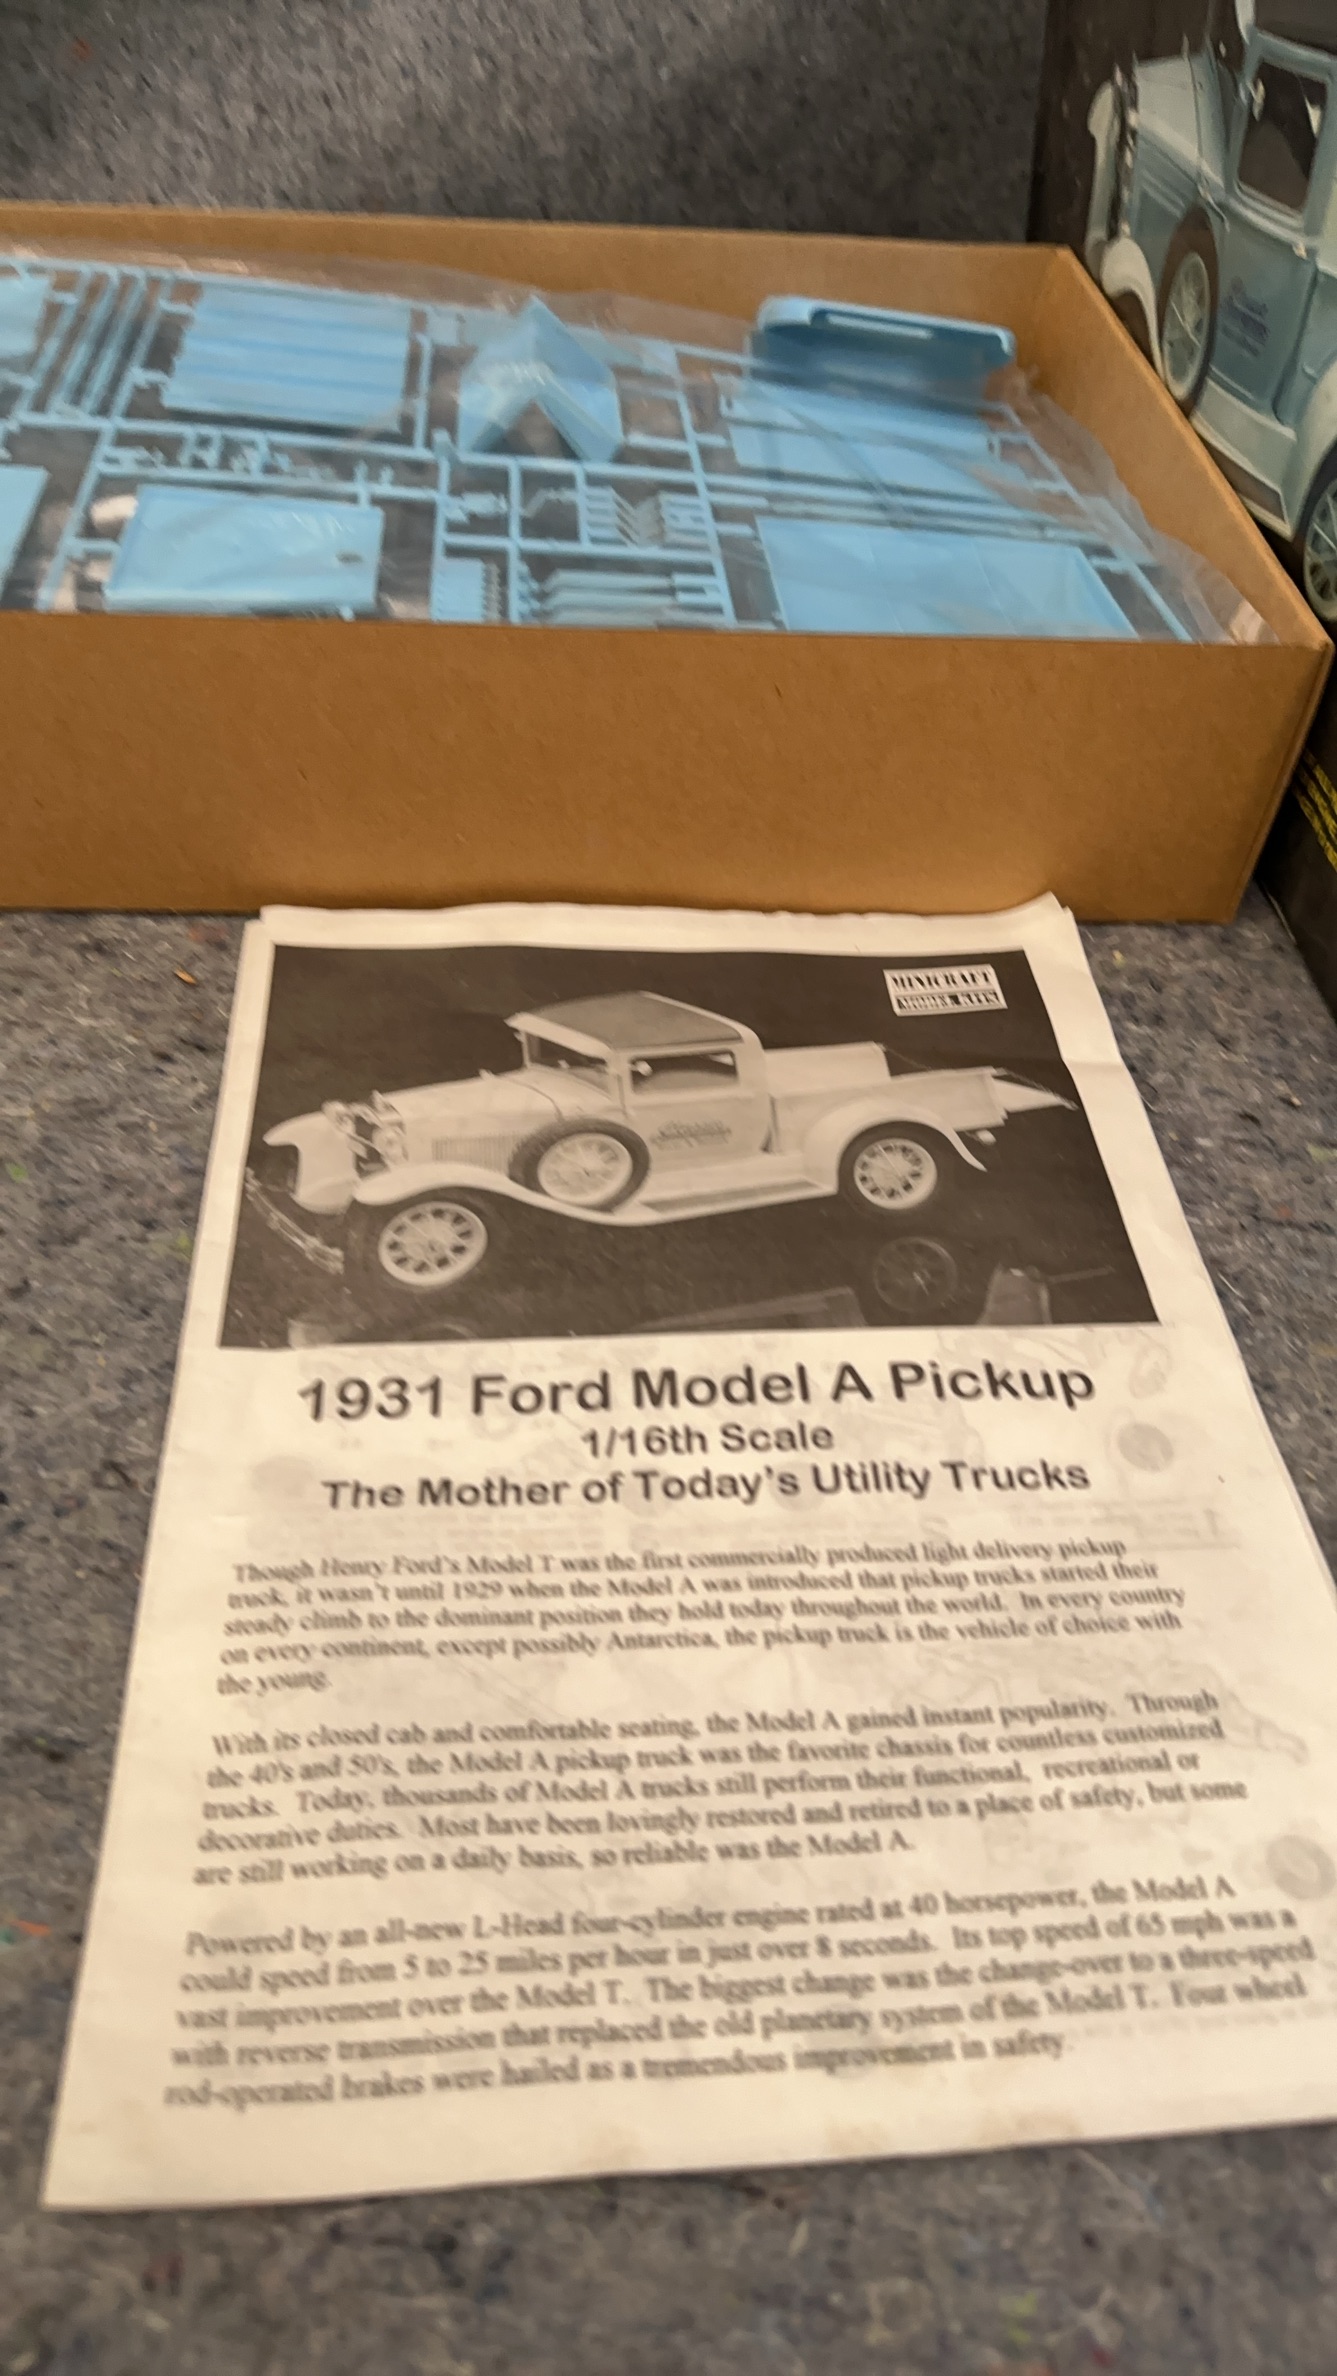 MINICRAFT
MODEL KITS
1931 Ford Model A Pickup
1/16th Scale
The Mother of Today's Utility Trucks
Though Henry Ford's Model T was the first commercially produced light delivery pickup
truck, it wasn't until 1929 when the Model A was introduced that pickup trucks started their
steady climb to the dominant position they hold today throughout the world. In every country
on every continent, except possibly Antarctica, the pickup truck is the vehicle of choice with
the young.
With its closed cab and comfortable seating, the Model A gained instant popularity. Through
the 40's and 50's, the Model A pickup truck was the favorite chassis for countless customized
trucks. Today, thousands of Model A trucks still perform their functional, recreational or
decorative duties. Most have been lovingly restored and retired to a place of safety, but some
are still working on a daily basis, so reliable was the Model A.
Powered by an all-new L-Head four-cylinder engine rated at 40 horsepower, the Model A
could speed from 5 to 25 miles per hour in just over 8 seconds. Its top speed of 65 mph was a
vast improvement over the Model T. The biggest change was the change-over to a three-speed
with reverse transmission that replaced the old planetary system of the Model T. Four wheel
rod-operated brakes were hailed as a tremendous improvement in safety.